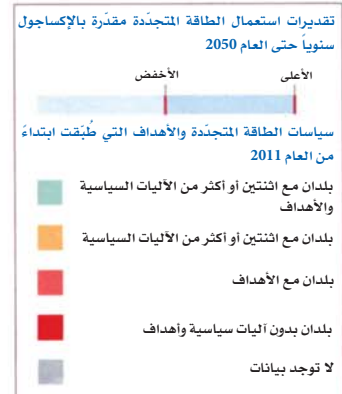 تقديرات استعمال الطاقة المتجدّدة مقدّرة بالإكساجول
سنوياً حتى العام 2050
الأعلى
الأخفض
سياسات الطاقة المتجدّدة والأهداف التي طُبّقت ابتداءً
من العام 2011
بلدان مع اثنتين أو أكثر من الآليات السياسية
والأهداف
بلدان مع اثنتين أو أكثر من الآليات السياسية
بلدان مع الأهداف
بلدان بدون آليات سياسية وأهداف
لا توجد بيانات